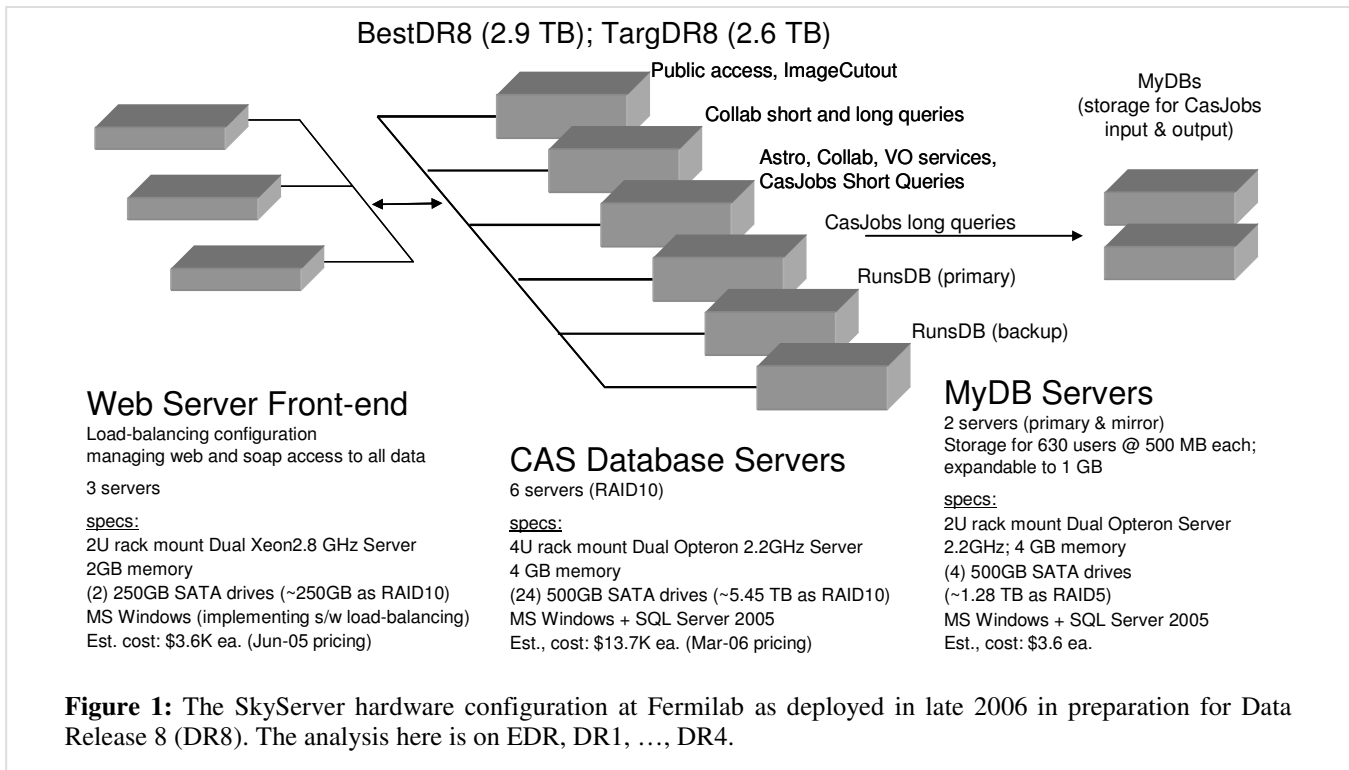 BestDR8 (2.9 TB); TargDR8 (2.6 TB)
Public access, ImageCutout
Collab short and long queries
Astro, Collab, VO services,
CasJobs Short Queries
CasJobs long queries
RunsDB (primary)
RunsDB (backup)
MyDBs
(storage for CasJobs
input & output)
Web Server Front-end
Load-balancing configuration
managing web and soap access to all data
3 servers
specs:
2U rack mount Dual Xeon2.8 GHz Server
2GB memory
(2) 250GB SATA drives (~250GB as RAID10)
MS Windows (implementing s/w load-balancing)
Est. cost: $3.6K ea. (Jun-05 pricing)
CAS Database Servers
6 servers (RAID10)
specs:
4U rack mount Dual Opteron 2.2GHz Server
4 GB memory
(24) 500GB SATA drives (~5.45 TB as RAID10)
MS Windows + SQL Server 2005
Est., cost: $13.7K ea. (Mar-06 pricing)
MyDB Servers
2 servers (primary & mirror)
Storage for 630 users @ 500 MB each;
expandable to 1 GB
specs:
2U rack mount Dual Opteron Server
2.2GHz; 4 GB memory
(4) 500GB SATA drives
(~1.28 TB as RAID5)
MS Windows + SQL Server 2005
Est., cost: $3.6 ea.
Figure 1: The SkyServer hardware configuration at Fermilab as deployed in late 2006 in preparation for Data
Release 8 (DR8). The analysis here is on EDR, DR1, …, DR4.